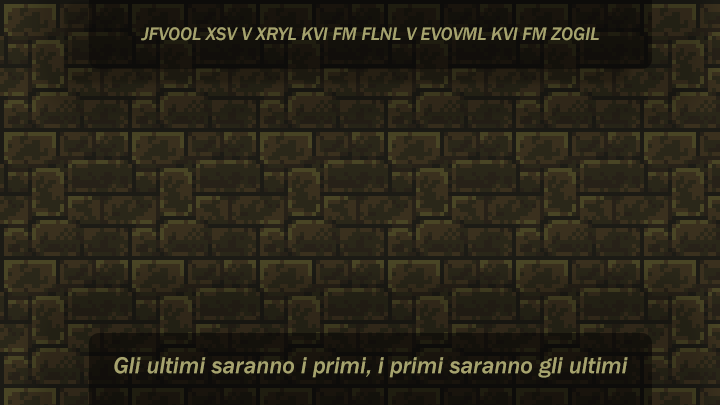 JFVOOL XSV V XRYL KVI FM FLNL V EVOVML KVI FM ZOGIL
Gli ultimi saranno i primi, i primi saranno gli ultimi